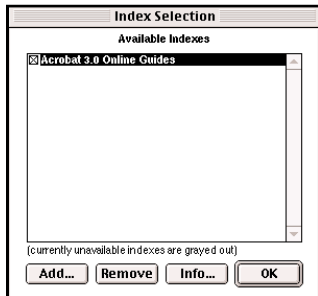 Index Selection
Available Indexes
Acrobat 3.0 Online Guides
(currently unavailable indexes are grayed out)
Add... Remove Info... OK